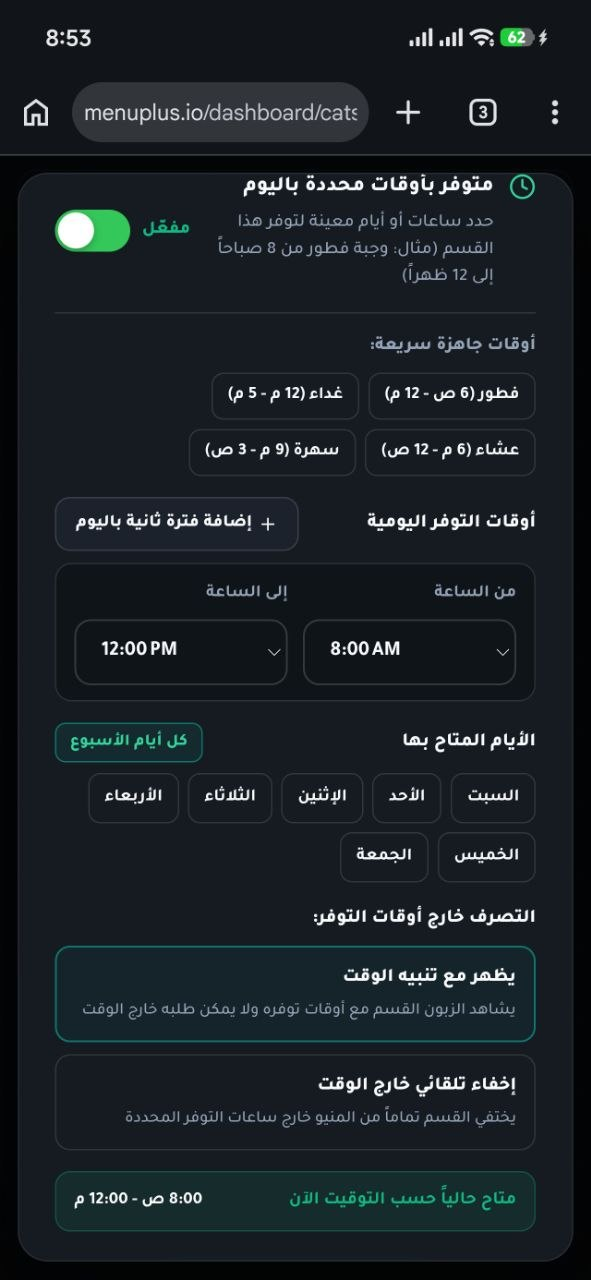 8:53
62
menuplus.io/dashboard/cats
3
متوفر بأوقات محددة باليوم
مفعّل
حدد ساعات أو أيام معينة لتوفر هذا
القسم (مثال: وجبة فطور من 8 صباحاً
إلى 12 ظهراً)
أوقات جاهزة سريعة:
فطور (6 ص - 12 م)
غداء (12 م - 5 م)
عشاء (6 م - 12 ص)
سهرة (9 م - 3 ص)
أوقات التوفر اليومية
+ إضافة فترة ثانية باليوم
من الساعة
إلى الساعة
8:00 AM
12:00 PM
الأيام المتاح بها
كل أيام الأسبوع
السبت
الأحد
الإثنين
الثلاثاء
الأربعاء
الخميس
الجمعة
التصرف خارج أوقات التوفر:
يظهر مع تنبيه الوقت
يشاهد الزبون القسم مع أوقات توفره ولا يمكن طلبه خارج الوقت
إخفاء تلقائي خارج الوقت
يختفي القسم تماماً من المنيو خارج ساعات التوفر المحددة
متاح حالياً حسب التوقيت الآن
8:00 ص - 12:00 م